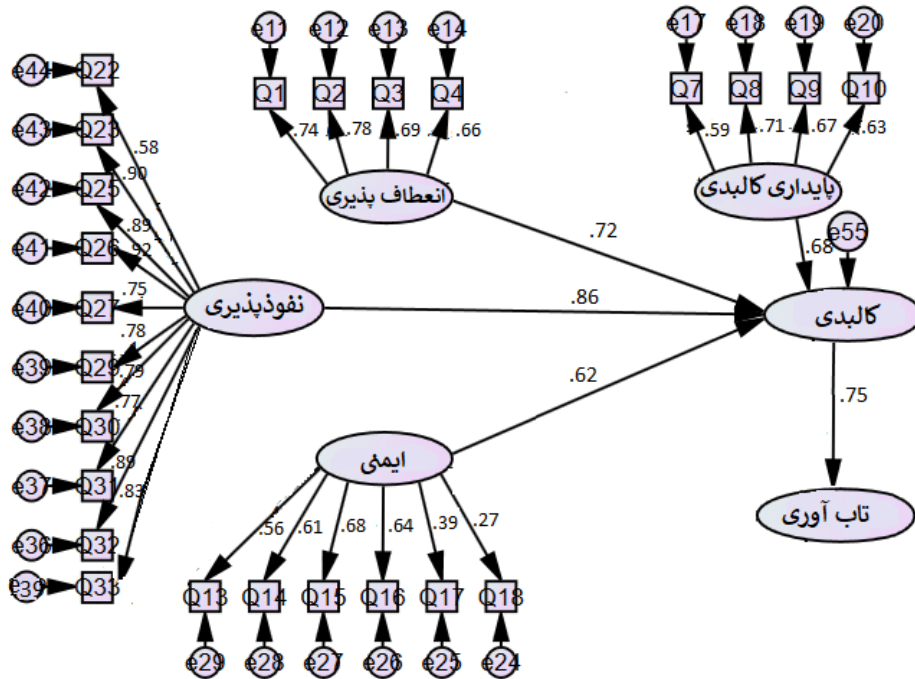 e11 e12 e13 e14
Q1 Q2 Q3 Q4
.74 .78 .69 .66
انعطاف پذیری
e17 e18 e19 e20
Q7 Q8 Q9 Q10
.59 .71 .67 .63
پایداری کالبدی
e44 Q22
e43 Q23
e42 Q25
e41 Q26
e40 Q27
e39 Q29
e38 Q30
e37 Q31
e36 Q32
Q33
.58
.90
.89
.92
.75
.78
.79
.77
.89
.83
نفوذپذیری
.72
.86
.62
.68
e55
کالبدی
.75
تاب آوری
ایمنی
.56 .61 .68 .64 .39 .27
Q13 Q14 Q15 Q16 Q17 Q18
e29 e28 e27 e26 e25 e24